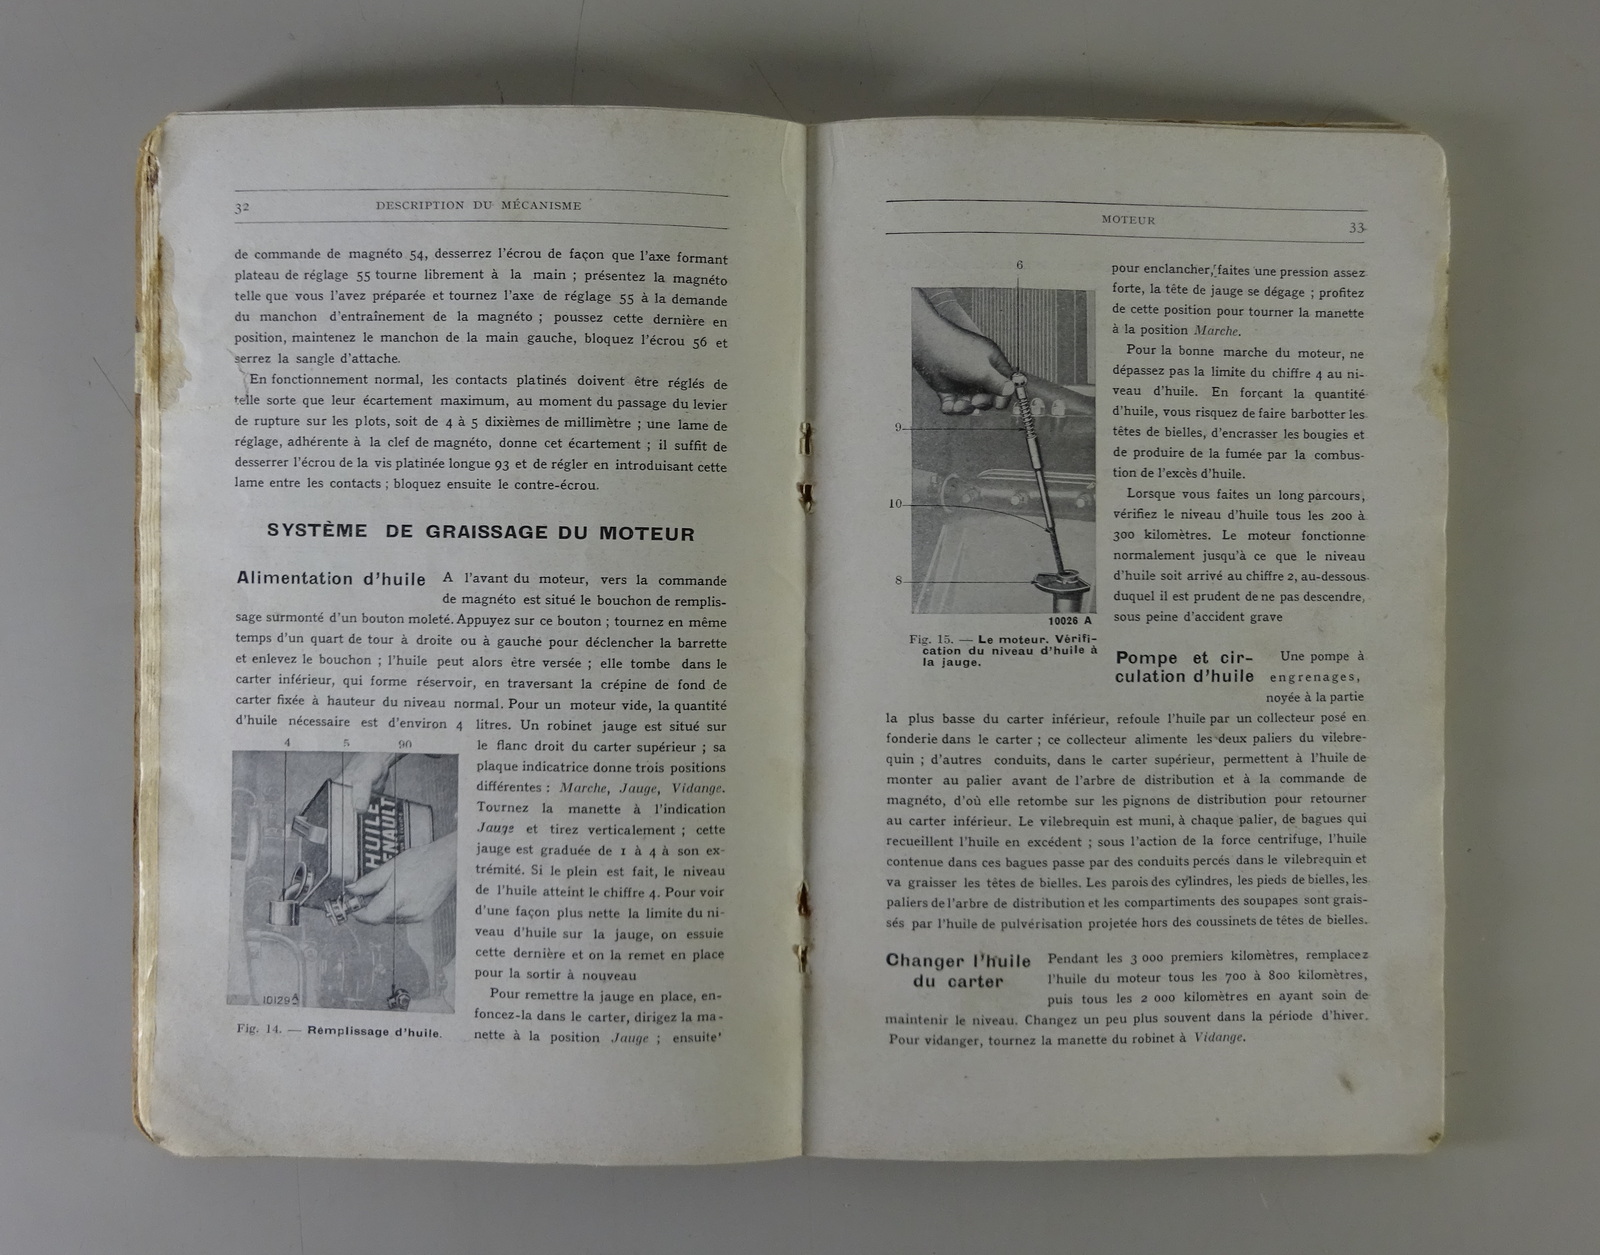 32
DESCRIPTION DU MÉCANISME
de commande de magnéto 54, desserrez l'écrou de façon que l'axe formant
plateau de réglage 55 tourne librement à la main ; présentez la magnéto
telle que vous l'avez préparée et tournez l'axe de réglage 55 à la demande
du manchon d'entraînement de la magnéto ; poussez cette dernière en
position, maintenez le manchon de la main gauche, bloquez l'écrou 56 et
serrez la sangle d'attache.
En fonctionnement normal, les contacts platinés doivent être réglés de
telle sorte que leur écartement maximum, au moment du passage du levier
de rupture sur les plots, soit de 4 à 5 dixièmes de millimètre ; une lame de
réglage, adhérente à la clef de magnéto, donne cet écartement ; il suffit de
desserrer l'écrou de la vis platinée longue 93 et de régler en introduisant cette
lame entre les contacts ; bloquez ensuite le contre-écrou.
SYSTÈME DE GRAISSAGE DU MOTEUR
Alimentation d'huile A l'avant du moteur, vers la commande
de magnéto est situé le bouchon de remplis-
sage surmonté d'un bouton moleté. Appuyez sur ce bouton ; tournez en même
temps d'un quart de tour à droite ou à gauche pour déclencher la barrette
et enlevez le bouchon ; l'huile peut alors être versée ; elle tombe dans le
carter inférieur, qui forme réservoir, en traversant la crépine de fond de
carter fixée à hauteur du niveau normal. Pour un moteur vide, la quantité
d'huile nécessaire est d'environ 4 litres. Un robinet jauge est situé sur
le flanc droit du carter supérieur ; sa
plaque indicatrice donne trois positions
différentes : Marche, Jauge, Vidange.
Tournez la manette à l'indication
Jauge et tirez verticalement ; cette
jauge est graduée de 1 à 4 à son ex-
trémité. Si le plein est fait, le niveau
de l'huile atteint le chiffre 4. Pour voir
d'une façon plus nette la limite du ni-
veau d'huile sur la jauge, on essuie
cette dernière et on la remet en place
pour la sortir à nouveau
Pour remettre la jauge en place, en-
foncez-la dans le carter, dirigez la ma-
nette à la position Jauge ; ensuite
4 5 90
HUILE
RENAULT
10129 A
Fig. 14. — Remplissage d'huile.
MOTEUR
33
6
9
10
8
10026 A
Fig. 15. — Le moteur. Vérifi-
cation du niveau d'huile à
la jauge.
pour enclancher, faites une pression assez
forte, la tête de jauge se dégage ; profitez
de cette position pour tourner la manette
à la position Marche.
Pour la bonne marche du moteur, ne
dépassez pas la limite du chiffre 4 au ni-
veau d'huile. En forçant la quantité
d'huile, vous risquez de faire barbotter les
têtes de bielles, d'encrasser les bougies et
de produire de la fumée par la combus-
tion de l'excès d'huile.
Lorsque vous faites un long parcours,
vérifiez le niveau d'huile tous les 200 à
300 kilomètres. Le moteur fonctionne
normalement jusqu'à ce que le niveau
d'huile soit arrivé au chiffre 2, au-dessous
duquel il est prudent de ne pas descendre,
sous peine d'accident grave
Pompe et cir-
culation d'huile
Une pompe à
engrenages,
noyée à la partie
la plus basse du carter inférieur, refoule l'huile par un collecteur posé en
fonderie dans le carter ; ce collecteur alimente les deux paliers du vilebre-
quin ; d'autres conduits, dans le carter supérieur, permettent à l'huile de
monter au palier avant de l'arbre de distribution et à la commande de
magnéto, d'où elle retombe sur les pignons de distribution pour retourner
au carter inférieur. Le vilebrequin est muni, à chaque palier, de bagues qui
recueillent l'huile en excédent ; sous l'action de la force centrifuge, l'huile
contenue dans ces bagues passe par des conduits percés dans le vilebrequin et
va graisser les têtes de bielles. Les parois des cylindres, les pieds de bielles, les
paliers de l'arbre de distribution et les compartiments des soupapes sont grais-
sés par l'huile de pulvérisation projetée hors des coussinets de têtes de bielles.
Changer l'huile
du carter
Pendant les 3 000 premiers kilomètres, remplacez
l'huile du moteur tous les 700 à 800 kilomètres,
puis tous les 2 000 kilomètres en ayant soin de
maintenir le niveau. Changez un peu plus souvent dans la période d'hiver.
Pour vidanger, tournez la manette du robinet à Vidange.